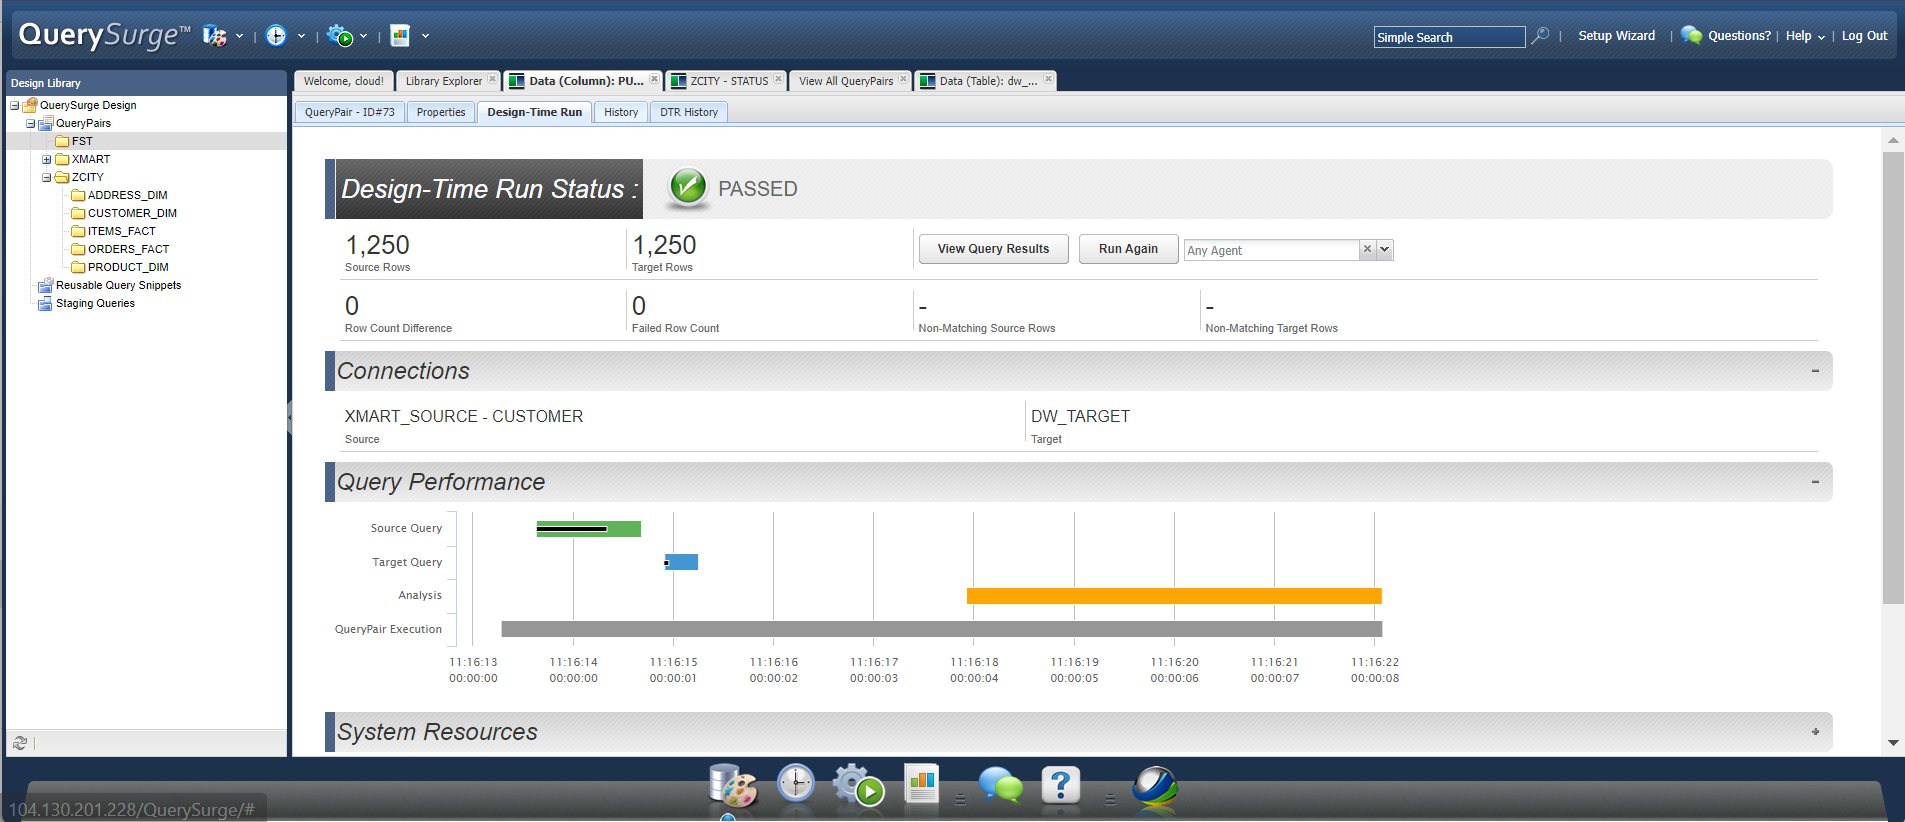 QuerySurge™
Simple Search
Setup Wizard
Questions?
Help
Log Out
Design Library
QuerySurge Design
QueryPairs
FST
XMART
ZCITY
ADDRESS_DIM
CUSTOMER_DIM
ITEMS_FACT
ORDERS_FACT
PRODUCT_DIM
Reusable Query Snippets
Staging Queries
Welcome, cloud!
Library Explorer
Data (Column): PU...
ZCITY - STATUS
View All QueryPairs
Data (Table): dw_...
QueryPair - ID#73
Properties
Design-Time Run
History
DTR History
Design-Time Run Status :
PASSED
1,250
Source Rows
1,250
Target Rows
View Query Results
Run Again
Any Agent
0
Row Count Difference
0
Failed Row Count
-
Non-Matching Source Rows
-
Non-Matching Target Rows
Connections
XMART_SOURCE - CUSTOMER
Source
DW_TARGET
Target
Query Performance
Source Query
Target Query
Analysis
QueryPair Execution
11:16:13 11:16:14 11:16:15 11:16:16 11:16:17 11:16:18 11:16:19 11:16:20 11:16:21 11:16:22
00:00:00 00:00:00 00:00:01 00:00:02 00:00:03 00:00:04 00:00:05 00:00:06 00:00:07 00:00:08
System Resources
104.130.201.228/QuerySurge/#